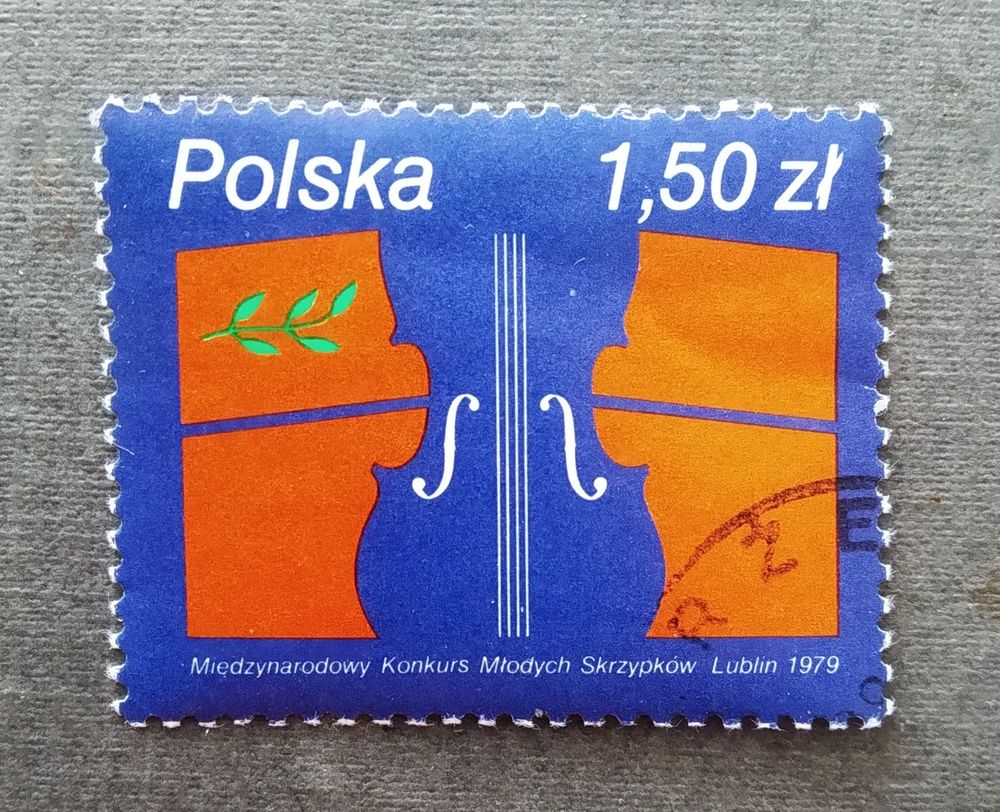 Polska 1,50 zł
Międzynarodowy Konkurs Młodych Skrzypków Lublin 1979